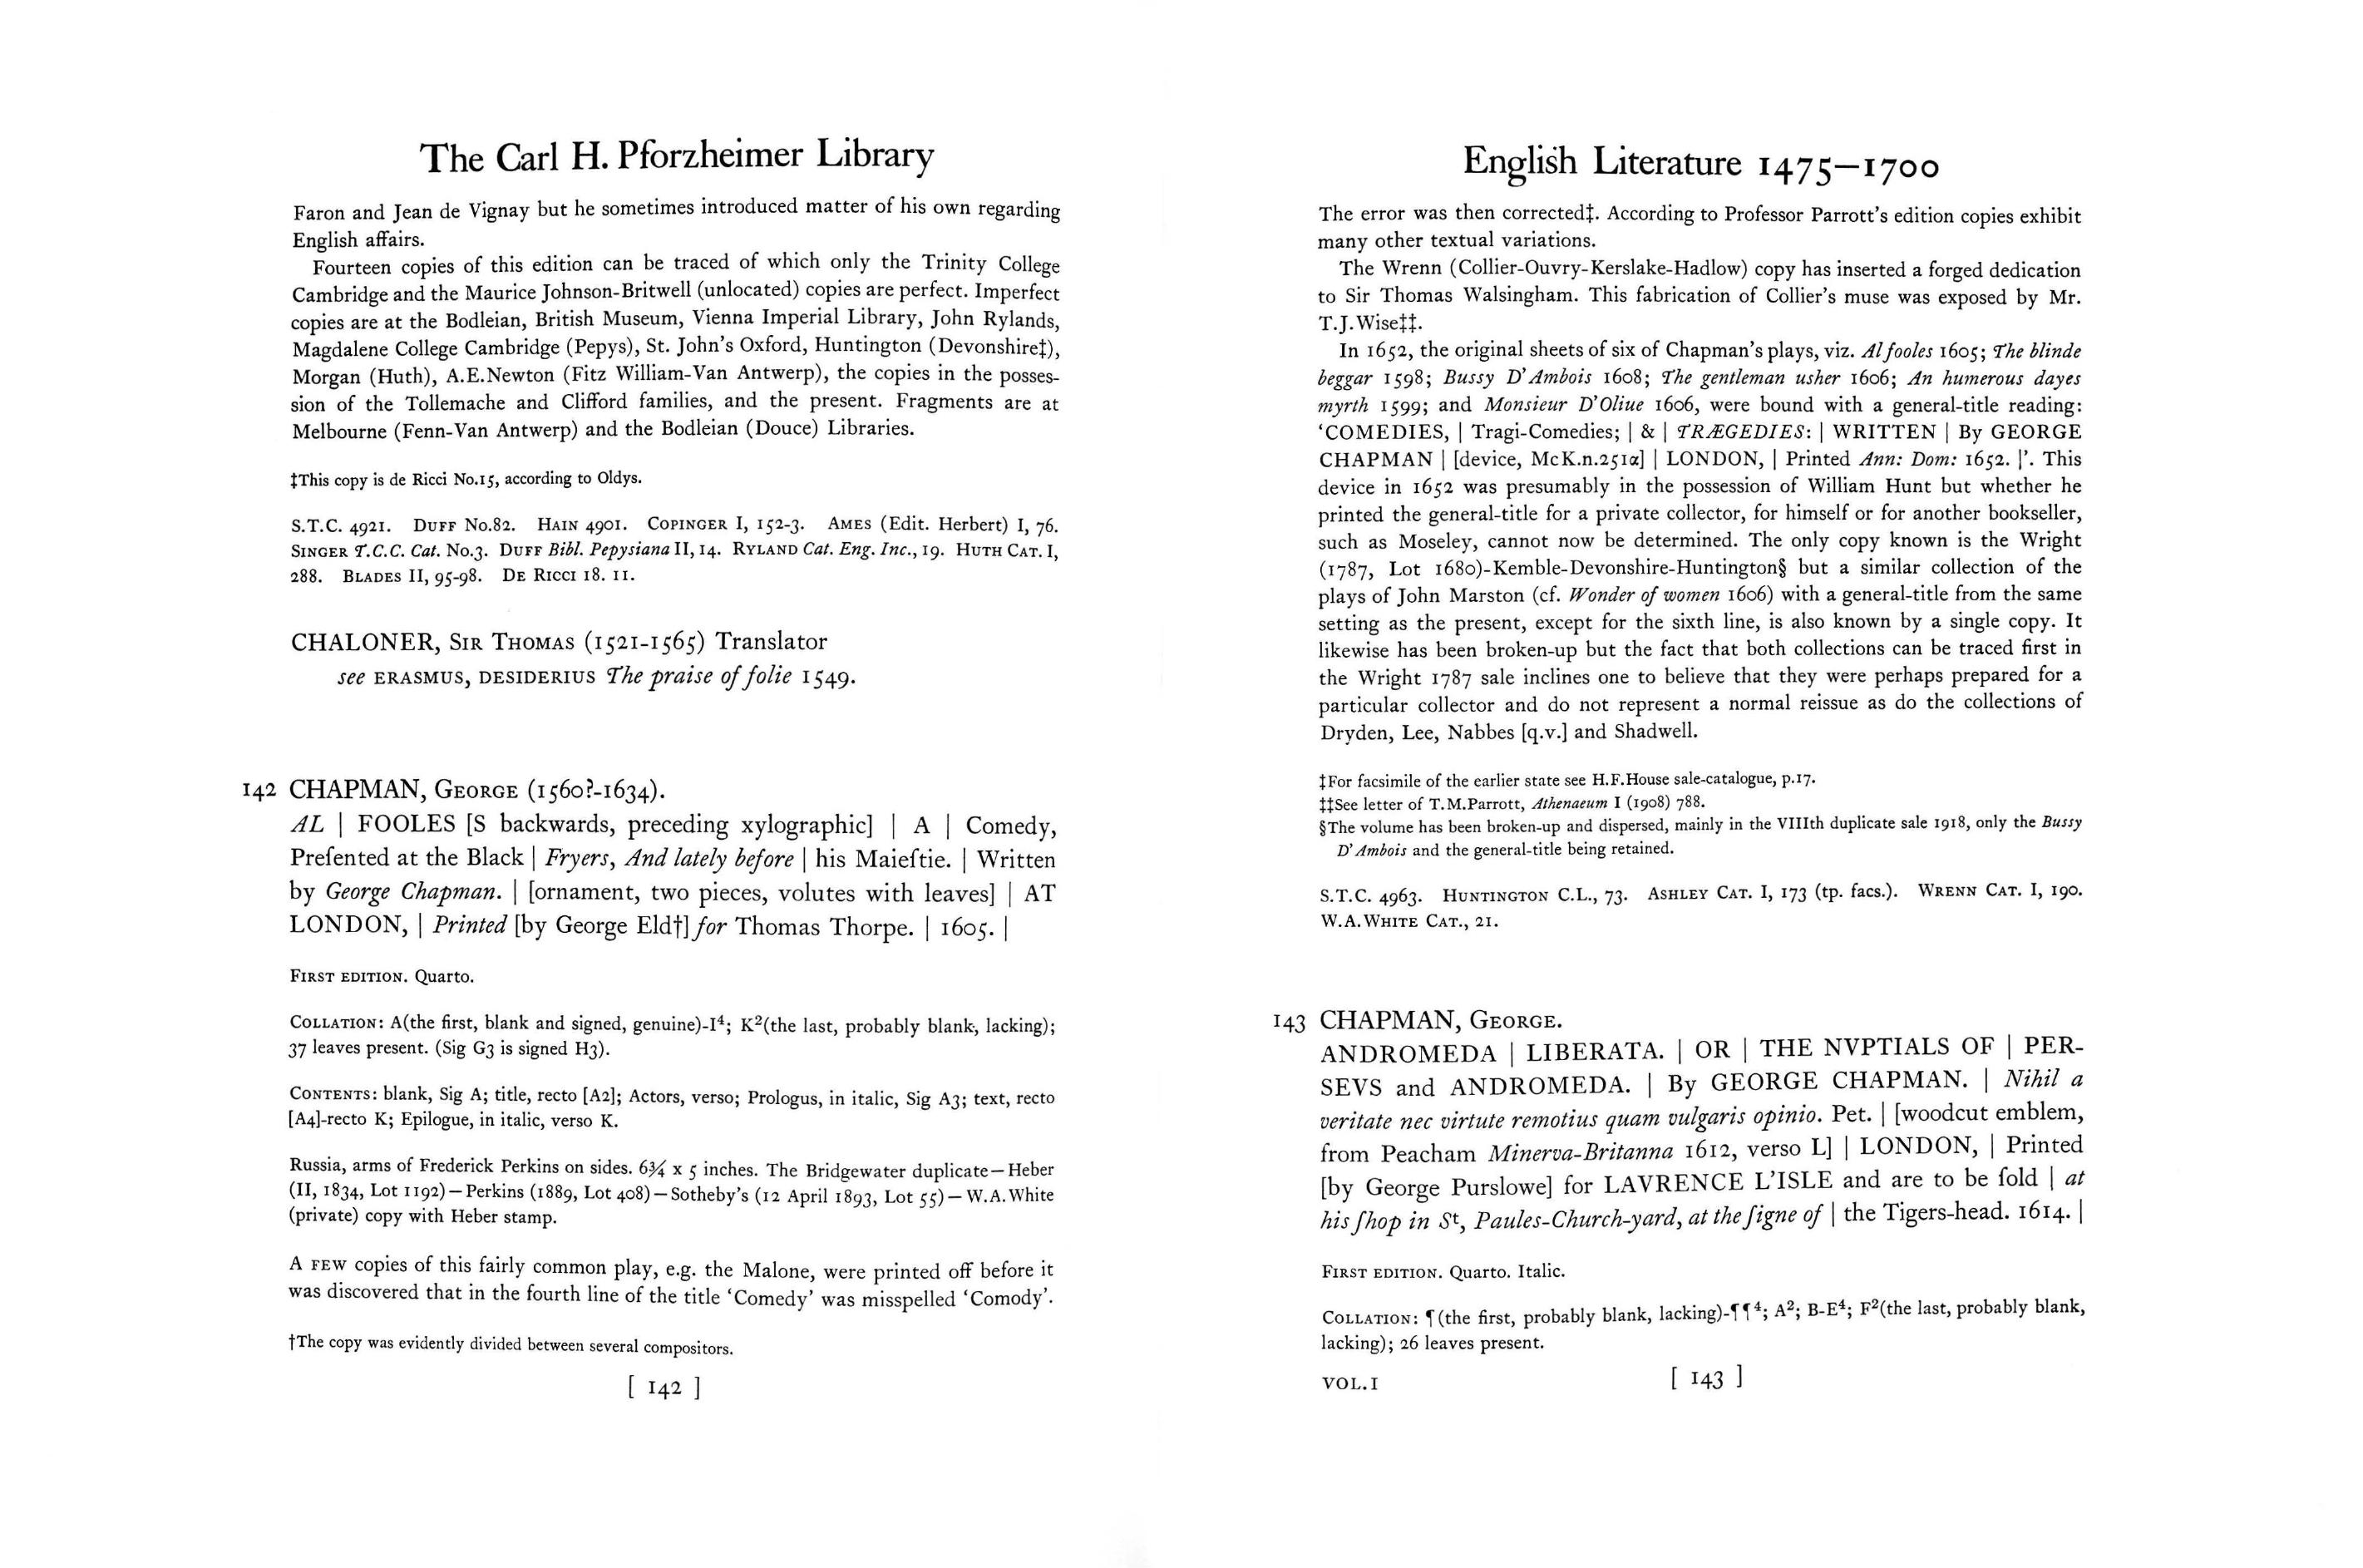 The Carl H. Pforzheimer Library
Faron and Jean de Vignay but he sometimes introduced matter of his own regarding
English affairs.
Fourteen copies of this edition can be traced of which only the Trinity College
Cambridge and the Maurice Johnson-Britwell (unlocated) copies are perfect. Imperfect
copies are at the Bodleian, British Museum, Vienna Imperial Library, John Rylands,
Magdalene College Cambridge (Pepys), St. John's Oxford, Huntington (Devonshire‡),
Morgan (Huth), A.E.Newton (Fitz William-Van Antwerp), the copies in the posses-
sion of the Tollemache and Clifford families, and the present. Fragments are at
Melbourne (Fenn-Van Antwerp) and the Bodleian (Douce) Libraries.
‡This copy is de Ricci No.15, according to Oldys.
S.T.C. 4921. DUFF No.82. HAIN 4901. COPINGER I, 152-3. AMES (Edit. Herbert) I, 76.
SINGER T.C.C. Cat. No.3. DUFF Bibl. Pepysiana II, 14. RYLAND Cat. Eng. Inc., 19. HUTH CAT. I,
288. BLADES II, 95-98. DE RICCI 18. 11.
CHALONER, SIR THOMAS (1521-1565) Translator
see ERASMUS, DESIDERIUS The praise of folie 1549.
142 CHAPMAN, GEORGE (1560?-1634).
AL | FOOLES [S backwards, preceding xylographic] | A | Comedy,
Preſented at the Black | Fryers, And lately before | his Maieſtie. | Written
by George Chapman. | [ornament, two pieces, volutes with leaves] | AT
LONDON, | Printed [by George Eld†] for Thomas Thorpe. | 1605. |
FIRST EDITION. Quarto.
COLLATION: A(the first, blank and signed, genuine)-I⁴; K²(the last, probably blank, lacking);
37 leaves present. (Sig G3 is signed H3).
CONTENTS: blank, Sig A; title, recto [A2]; Actors, verso; Prologus, in italic, Sig A3; text, recto
[A4]-recto K; Epilogue, in italic, verso K.
Russia, arms of Frederick Perkins on sides. 6¾ x 5 inches. The Bridgewater duplicate—Heber
(II, 1834, Lot 1192)—Perkins (1889, Lot 408)—Sotheby's (12 April 1893, Lot 55)—W.A.White
(private) copy with Heber stamp.
A FEW copies of this fairly common play, e.g. the Malone, were printed off before it
was discovered that in the fourth line of the title 'Comedy' was misspelled 'Comody'.
†The copy was evidently divided between several compositors.
[ 142 ]
English Literature 1475—1700
The error was then corrected‡. According to Professor Parrott's edition copies exhibit
many other textual variations.
The Wrenn (Collier-Ouvry-Kerslake-Hadlow) copy has inserted a forged dedication
to Sir Thomas Walsingham. This fabrication of Collier's muse was exposed by Mr.
T.J.Wise‡‡.
In 1652, the original sheets of six of Chapman's plays, viz. Al fooles 1605; The blinde
beggar 1598; Bussy D'Ambois 1608; The gentleman usher 1606; An humerous dayes
myrth 1599; and Monsieur D'Oliue 1606, were bound with a general-title reading:
'COMEDIES, | Tragi-Comedies; | & | TRÆGEDIES: | WRITTEN | By GEORGE
CHAPMAN | [device, McK.n.251α] | LONDON, | Printed Ann: Dom: 1652. |'. This
device in 1652 was presumably in the possession of William Hunt but whether he
printed the general-title for a private collector, for himself or for another bookseller,
such as Moseley, cannot now be determined. The only copy known is the Wright
(1787, Lot 1680)-Kemble-Devonshire-Huntington§ but a similar collection of the
plays of John Marston (cf. Wonder of women 1606) with a general-title from the same
setting as the present, except for the sixth line, is also known by a single copy. It
likewise has been broken-up but the fact that both collections can be traced first in
the Wright 1787 sale inclines one to believe that they were perhaps prepared for a
particular collector and do not represent a normal reissue as do the collections of
Dryden, Lee, Nabbes [q.v.] and Shadwell.
‡For facsimile of the earlier state see H.F.House sale-catalogue, p.17.
‡‡See letter of T.M.Parrott, Athenaeum I (1908) 788.
§The volume has been broken-up and dispersed, mainly in the VIIIth duplicate sale 1918, only the Bussy
D'Ambois and the general-title being retained.
S.T.C. 4963. HUNTINGTON C.L., 73. ASHLEY CAT. I, 173 (tp. facs.). WRENN CAT. I, 190.
W.A.WHITE CAT., 21.
143 CHAPMAN, GEORGE.
ANDROMEDA | LIBERATA. | OR | THE NVPTIALS OF | PER-
SEVS and ANDROMEDA. | By GEORGE CHAPMAN. | Nihil a
veritate nec virtute remotius quam vulgaris opinio. Pet. | [woodcut emblem,
from Peacham Minerva-Britanna 1612, verso L] | LONDON, | Printed
[by George Purslowe] for LAVRENCE L'ISLE and are to be ſold | at
his ſhop in St, Paules-Church-yard, at the ſigne of | the Tigers-head. 1614. |
FIRST EDITION. Quarto. Italic.
COLLATION: ¶(the first, probably blank, lacking)-¶¶⁴; A²; B-E⁴; F²(the last, probably blank,
lacking); 26 leaves present.
VOL.I [ 143 ]